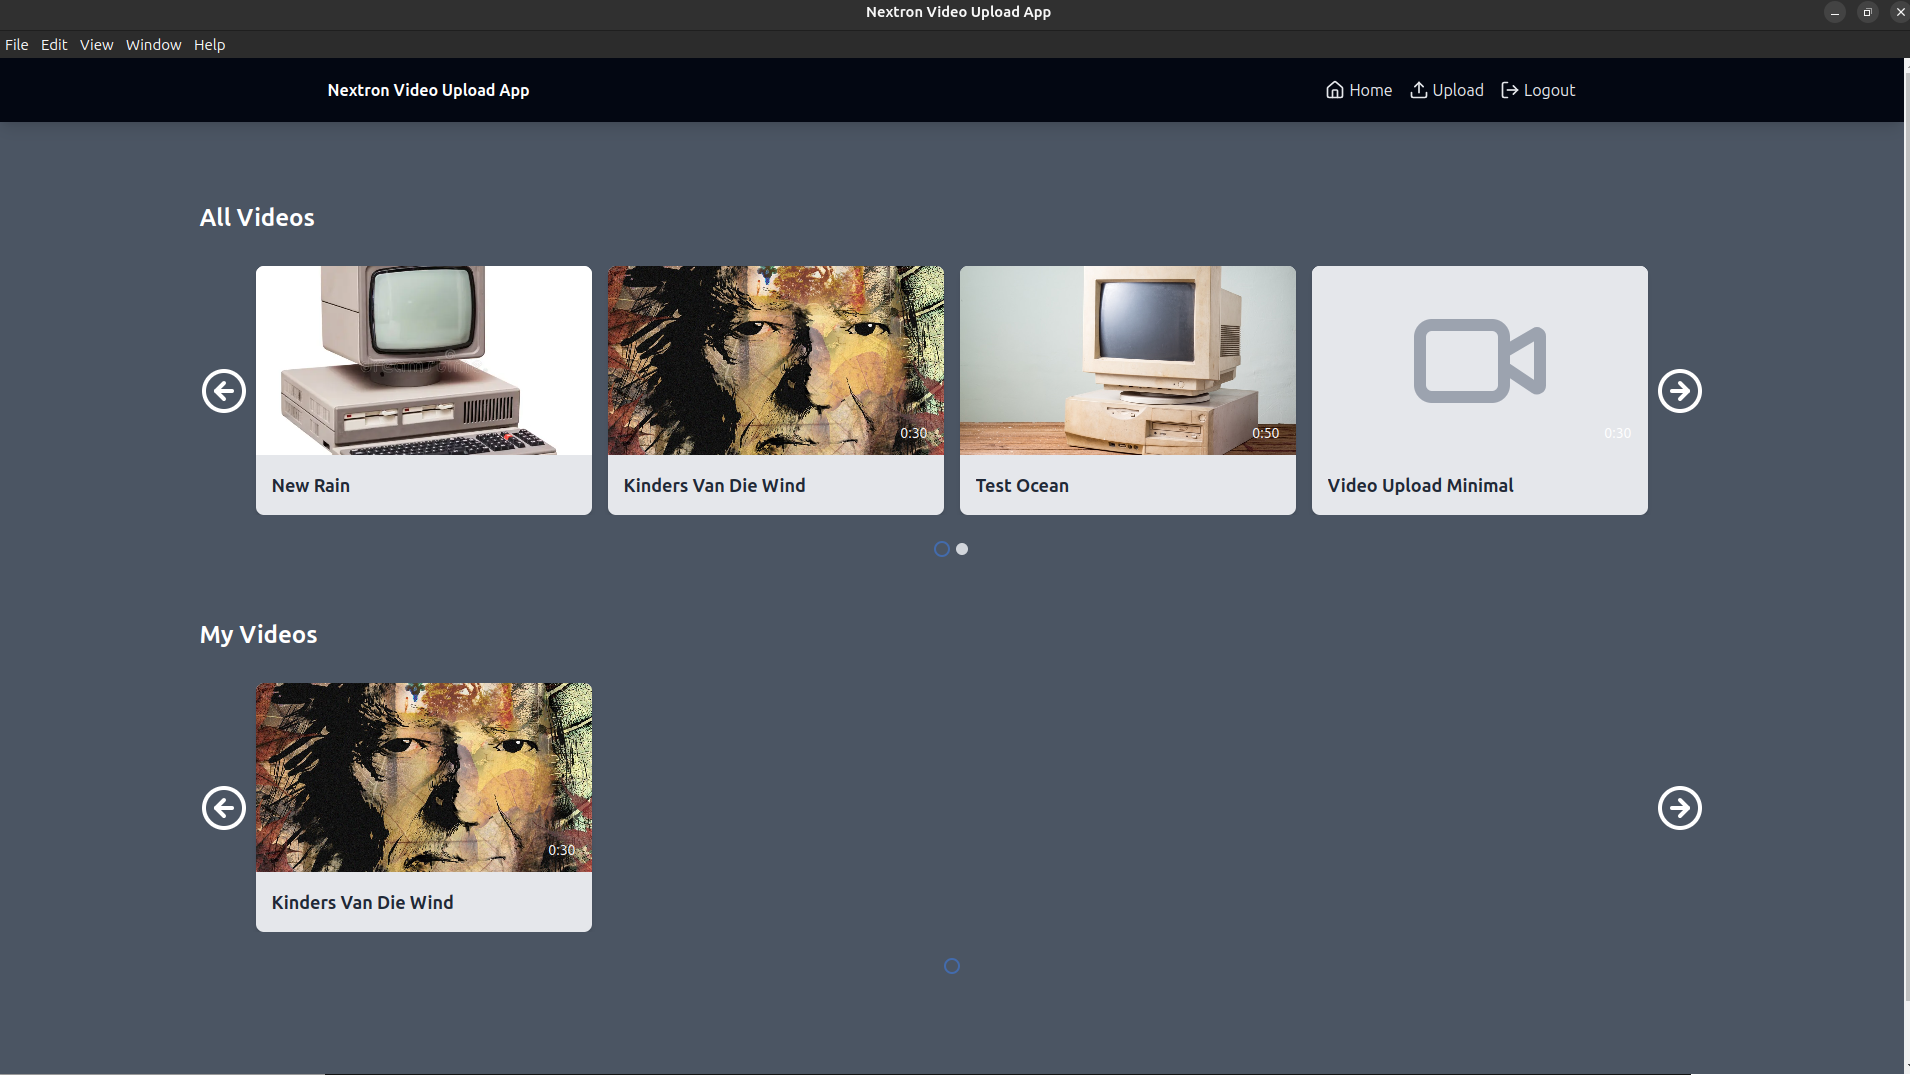 Nextron Video Upload App
File Edit View Window Help
Nextron Video Upload App
Home Upload Logout
All Videos
0:30
0:50
0:30
New Rain
Kinders Van Die Wind
Test Ocean
Video Upload Minimal
My Videos
0:30
Kinders Van Die Wind